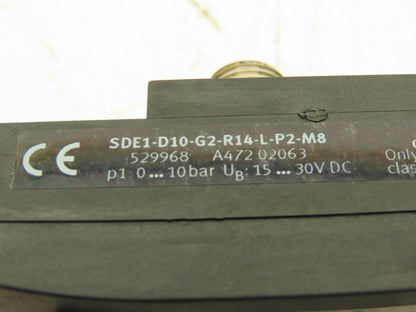 SDE1-D10-G2-R14-L-P2-M8
CE 529968 A472 02063 Only
p1: 0 ... 10bar UB: 15 ... 30V DC clas